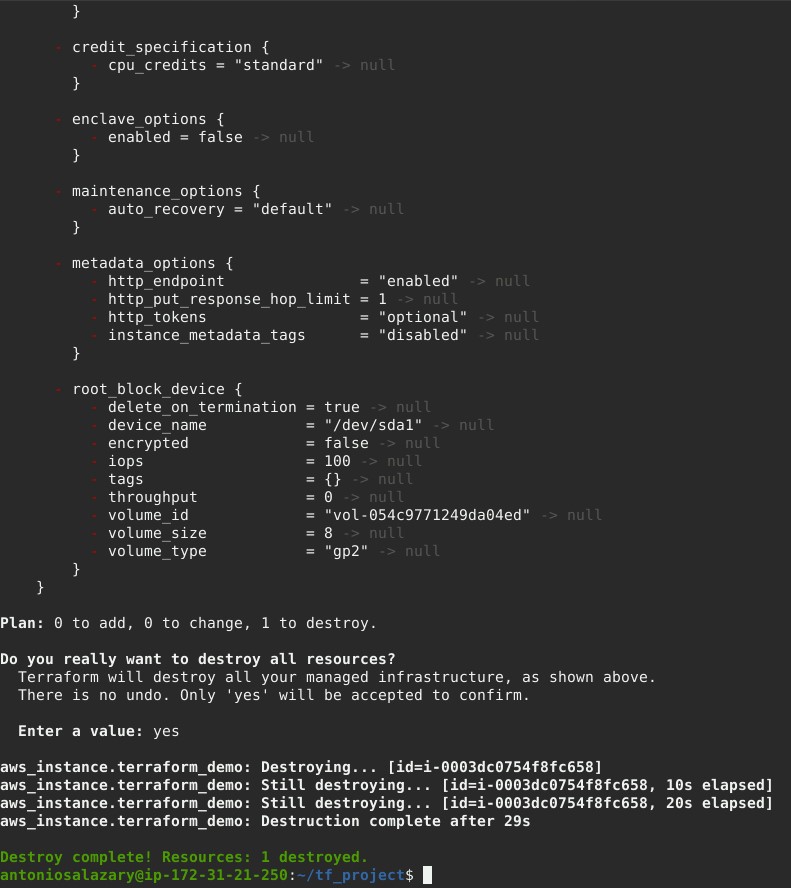 }

      - credit_specification {
          - cpu_credits = "standard" -> null
        }

      - enclave_options {
          - enabled = false -> null
        }

      - maintenance_options {
          - auto_recovery = "default" -> null
        }

      - metadata_options {
          - http_endpoint               = "enabled" -> null
          - http_put_response_hop_limit = 1 -> null
          - http_tokens                 = "optional" -> null
          - instance_metadata_tags      = "disabled" -> null
        }

      - root_block_device {
          - delete_on_termination = true -> null
          - device_name           = "/dev/sda1" -> null
          - encrypted             = false -> null
          - iops                  = 100 -> null
          - tags                  = {} -> null
          - throughput            = 0 -> null
          - volume_id             = "vol-054c9771249da04ed" -> null
          - volume_size           = 8 -> null
          - volume_type           = "gp2" -> null
        }
    }

Plan: 0 to add, 0 to change, 1 to destroy.

Do you really want to destroy all resources?
  Terraform will destroy all your managed infrastructure, as shown above.
  There is no undo. Only 'yes' will be accepted to confirm.

  Enter a value: yes

aws_instance.terraform_demo: Destroying... [id=i-0003dc0754f8fc658]
aws_instance.terraform_demo: Still destroying... [id=i-0003dc0754f8fc658, 10s elapsed]
aws_instance.terraform_demo: Still destroying... [id=i-0003dc0754f8fc658, 20s elapsed]
aws_instance.terraform_demo: Destruction complete after 29s

Destroy complete! Resources: 1 destroyed.
antoniosalazary@ip-172-31-21-250:~/tf_project$